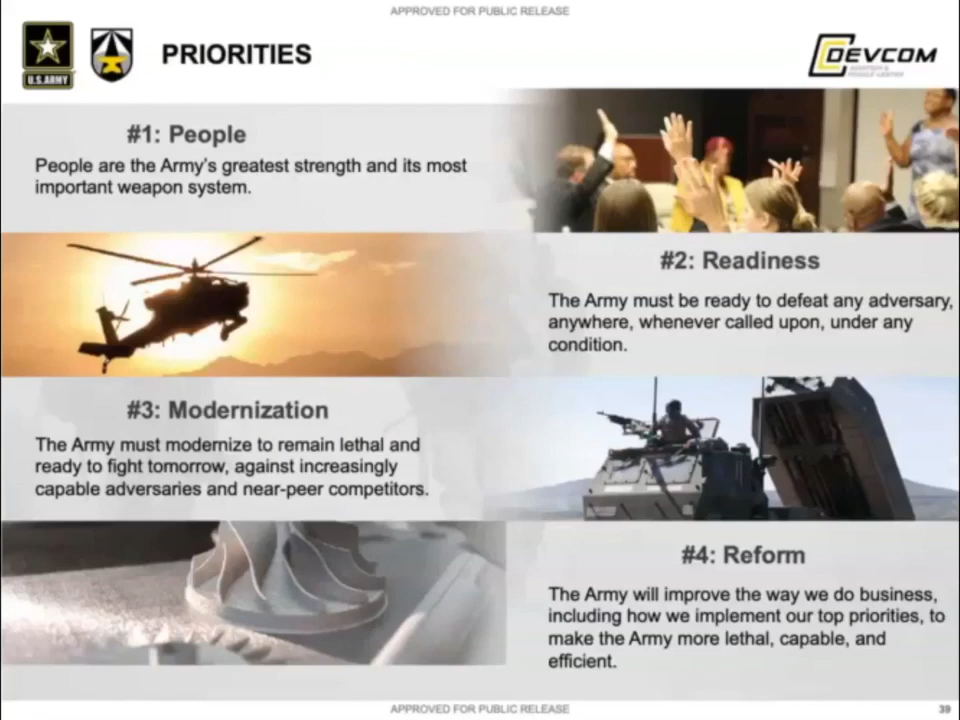 APPROVED FOR PUBLIC RELEASE
U.S.ARMY
PRIORITIES
DEVCOM
AVIATION &
MISSILE CENTER
#1: People
People are the Army's greatest strength and its most
important weapon system.
#2: Readiness
The Army must be ready to defeat any adversary,
anywhere, whenever called upon, under any
condition.
#3: Modernization
The Army must modernize to remain lethal and
ready to fight tomorrow, against increasingly
capable adversaries and near-peer competitors.
#4: Reform
The Army will improve the way we do business,
including how we implement our top priorities, to
make the Army more lethal, capable, and
efficient.
APPROVED FOR PUBLIC RELEASE
39